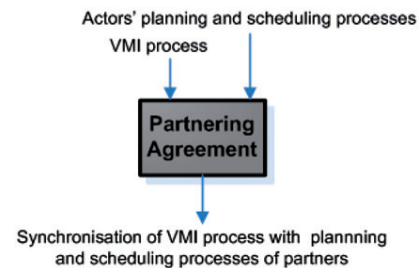 Actors' planning and scheduling processes
VMI process
Partnering
Agreement
Synchronisation of VMI process with plannning
and scheduling processes of partners